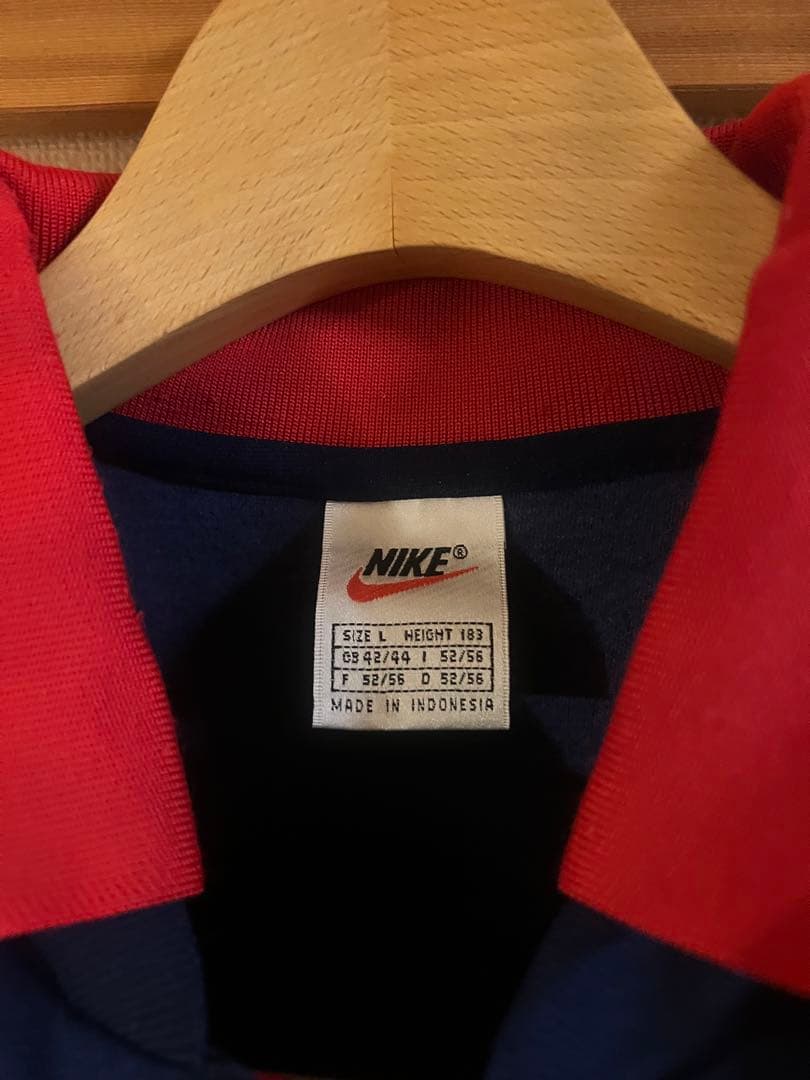 NIKE®
SIZE L HEIGHT 183
GB 42/44 I 52/56
F 52/56 D 52/56
MADE IN INDONESIA